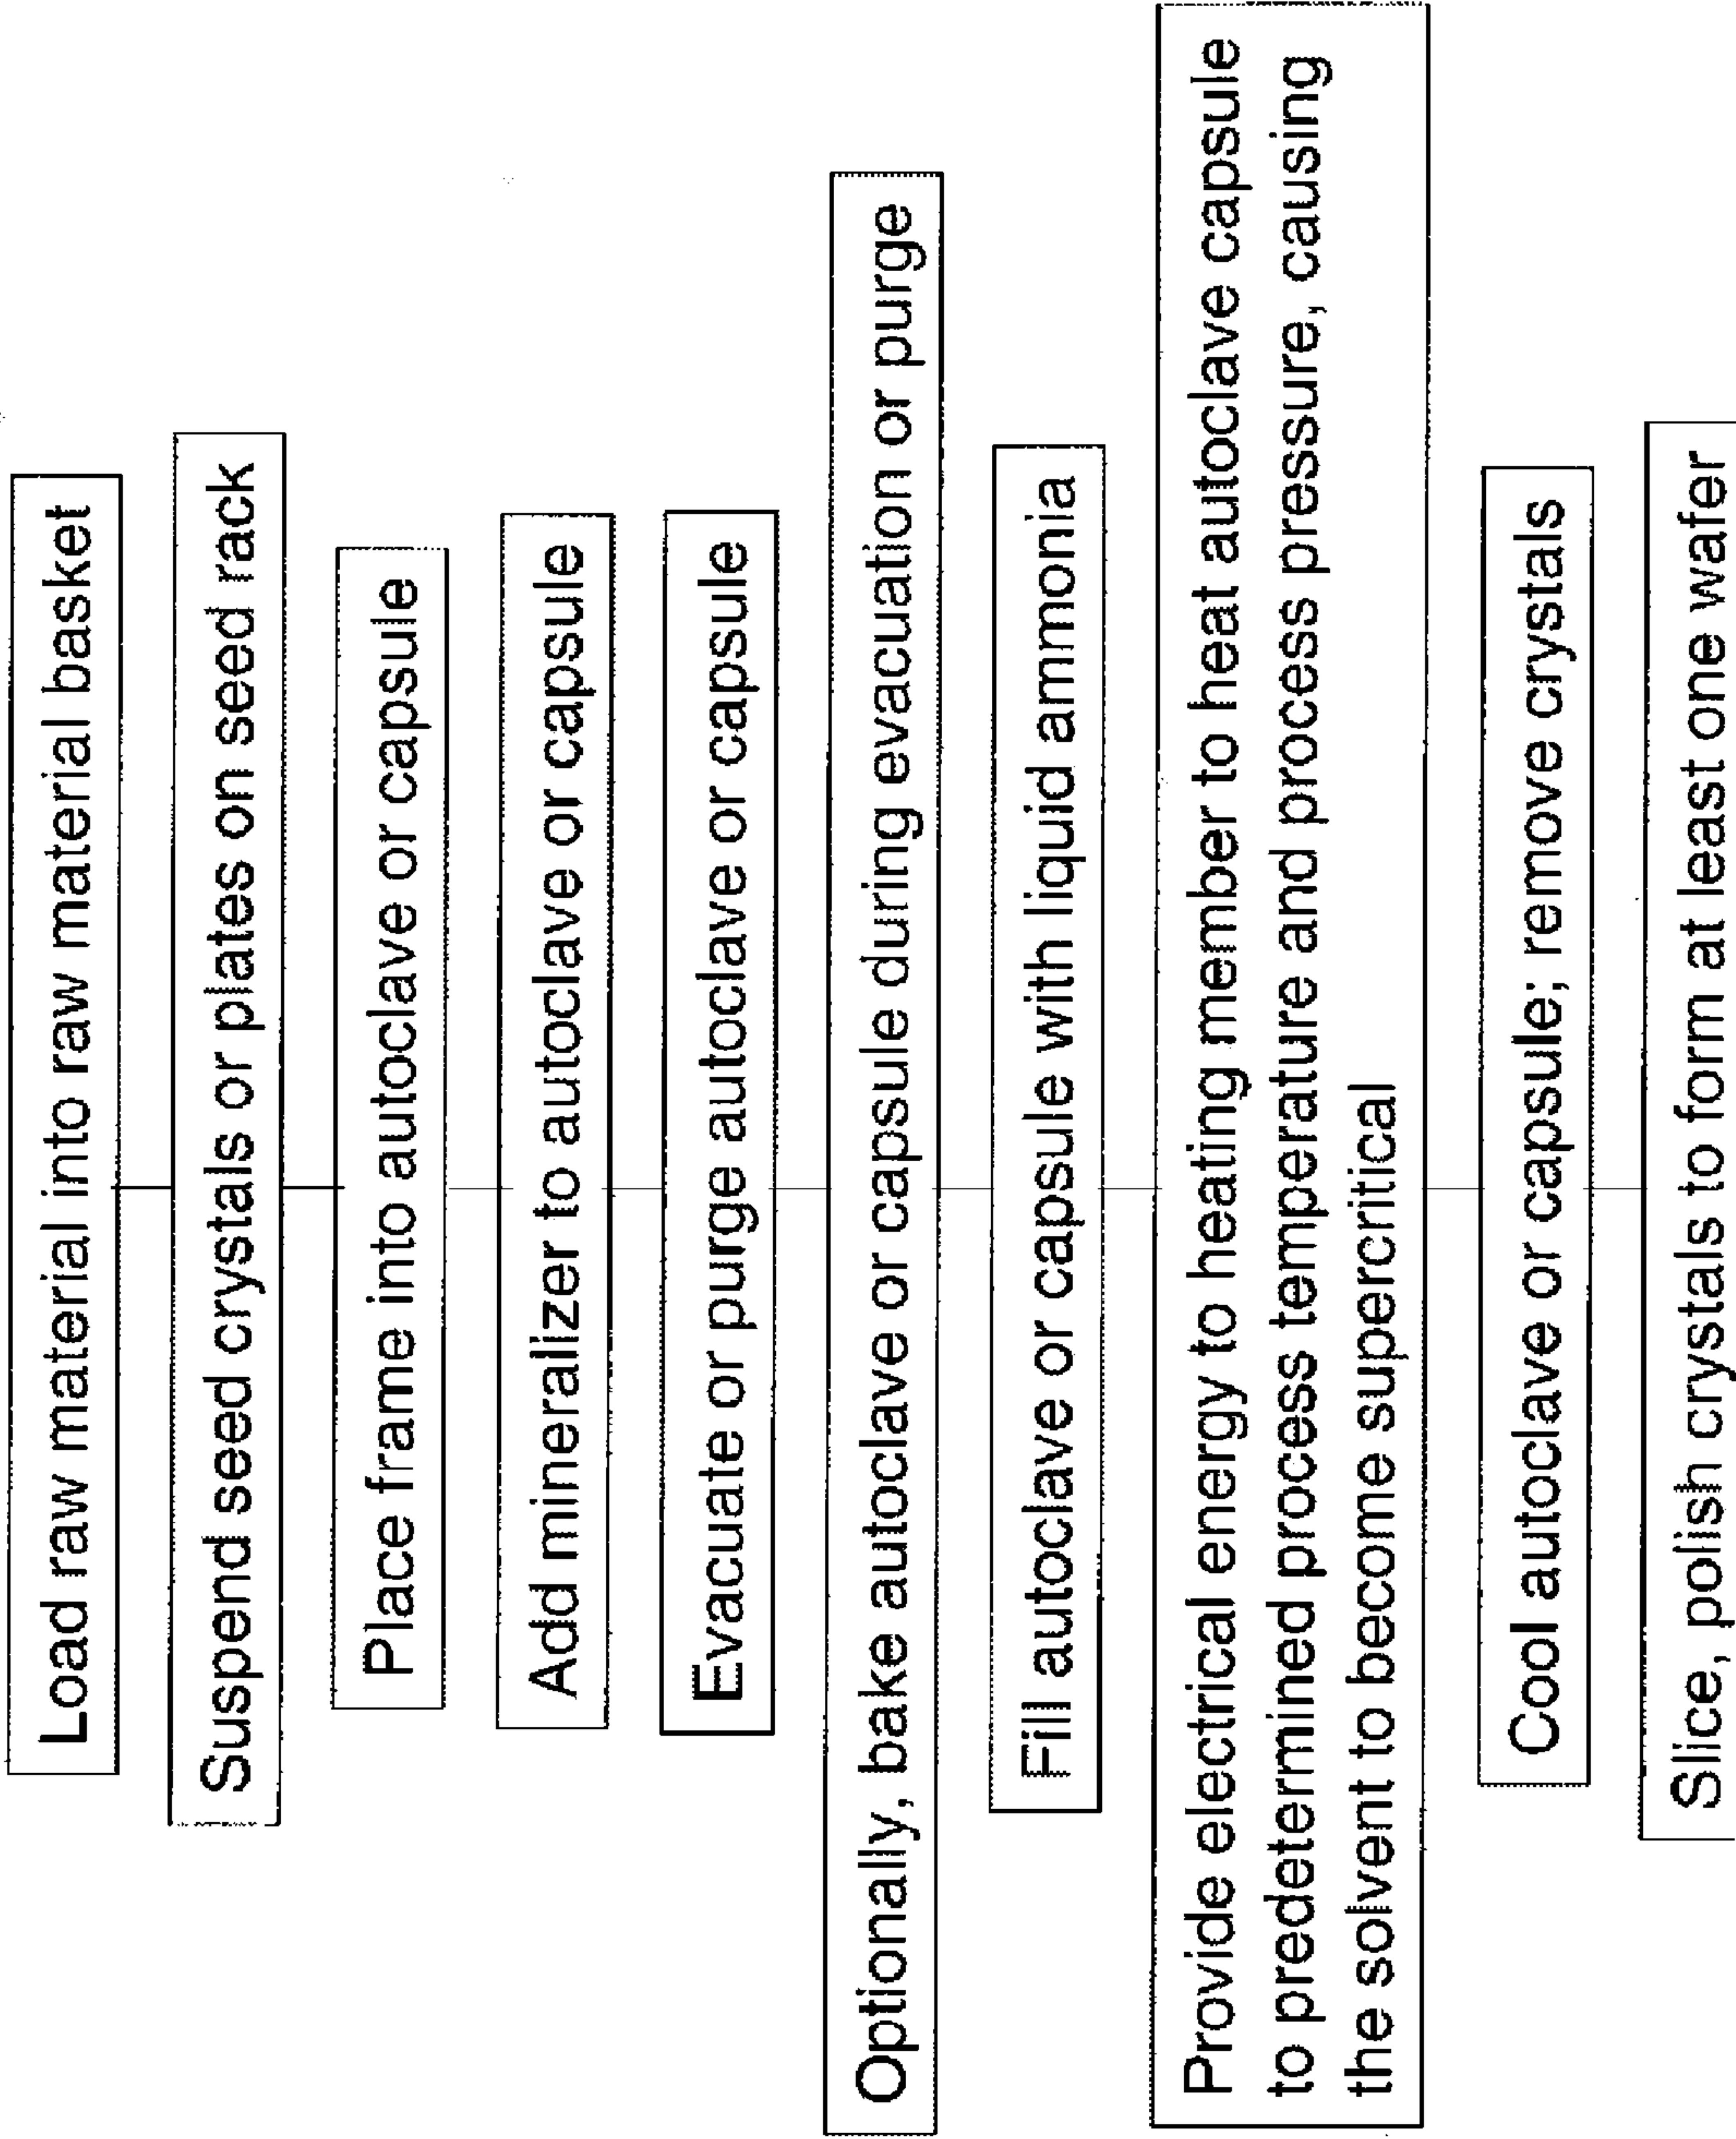 Load raw material into raw material basket
Suspend seed crystals or plates on seed rack
Place frame into autoclave or capsule
Add mineralizer to autoclave or capsule
Evacuate or purge autoclave or capsule
Optionally, bake autoclave or capsule during evacuation or purge
Fill autoclave or capsule with liquid ammonia
Provide electrical energy to heating member to heat autoclave capsule
to predetermined process temperature and process pressure, causing
the solvent to become supercritical
Cool autoclave or capsule; remove crystals
Slice, polish crystals to form at least one wafer